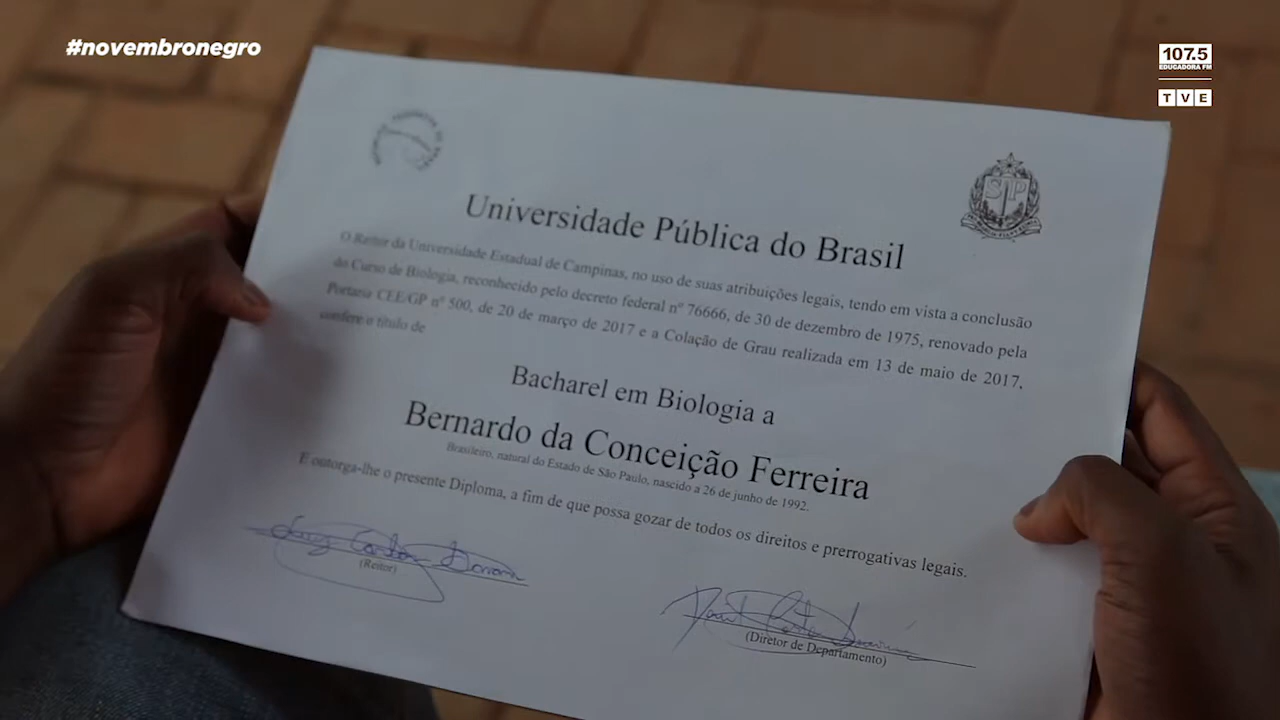 #novembronegro
107.5
EDUCADORA FM
TVE
Universidade Pública do Brasil
O Reitor da Universidade Estadual de Campinas, no uso de suas atribuições legais, tendo em vista a conclusão
do Curso de Biologia, reconhecido pelo decreto federal nº 76666, de 30 de dezembro de 1975, renovado pela
Portaria CEE/GP nº 500, de 20 de março de 2017 e a Colação de Grau realizada em 13 de maio de 2017,
confere o título de
Bacharel em Biologia a
Bernardo da Conceição Ferreira
Brasileiro, natural do Estado de São Paulo, nascido a 26 de junho de 1992.
E outorga-lhe o presente Diploma, a fim de que possa gozar de todos os direitos e prerrogativas legais.
(Reitor)
(Diretor de Departamento)